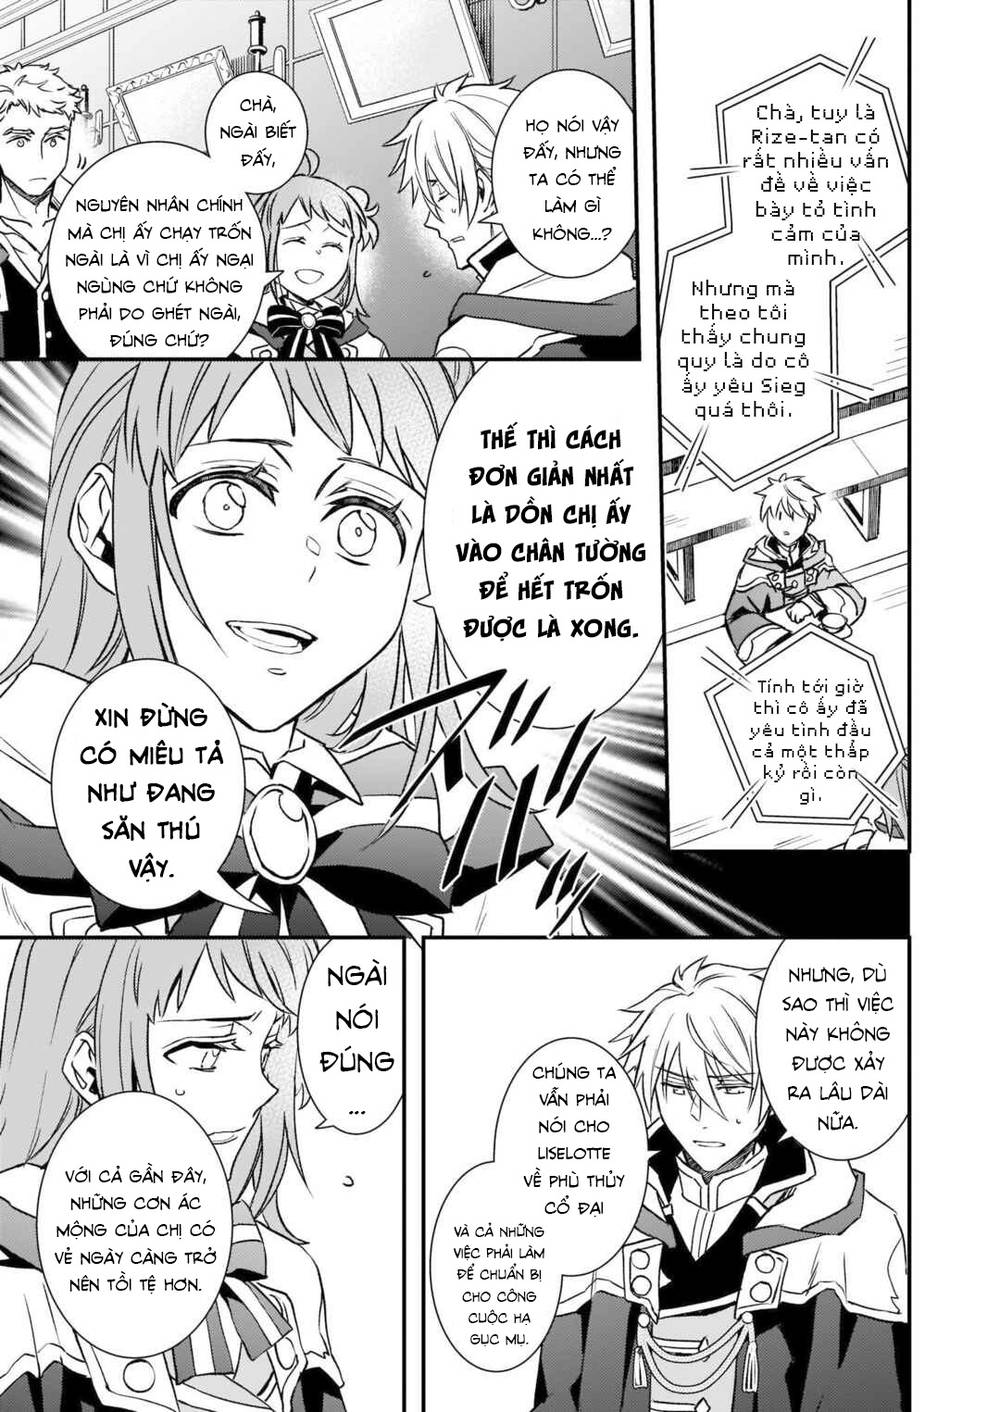 Chà, tuy là
Rize-tan có
rất nhiều vấn
đề về việc
bày tỏ tình
cảm của
mình.
Nhưng mà
theo tôi
thấy chung
quy là do cô
ấy yêu Sieg
quá thôi.
Tính tới giờ
thì cô ấy đã
yêu tình đầu
cả một thẩp
kỷ rồi còn
gì.
HỌ NÓI VẬY
ĐẤY, NHƯNG
TA CÓ THỂ
LÀM GÌ
KHÔNG...?
CHÀ,
NGÀI BIẾT
ĐẤY,
NGUYÊN NHÂN CHÍNH
MÀ CHỊ ẤY CHẠY TRỐN
NGÀI LÀ VÌ CHỊ ẤY NGẠI
NGÙNG CHỨ KHÔNG
PHẢI DO GHÉT NGÀI,
ĐÚNG CHỨ?
THẾ THÌ CÁCH
ĐƠN GIẢN NHẤT
LÀ DỒN CHỊ ẤY
VÀO CHÂN TƯỜNG
ĐỂ HẾT TRỐN
ĐƯỢC LÀ XONG.
XIN ĐỪNG
CÓ MIÊU TẢ
NHƯ ĐANG
SĂN THÚ
VẬY.
NHƯNG, DÙ
SAO THÌ VIỆC
NÀY KHÔNG
ĐƯỢC XẢY
RA LÂU DÀI
NỮA.
CHÚNG TA
VẪN PHẢI
NÓI CHO
LISELOTTE
VỀ PHÙ THỦY
CỔ ĐẠI
VÀ CẢ NHỮNG
VIỆC PHẢI LÀM
ĐỂ CHUẨN BỊ
CHO CÔNG
CUỘC HẠ
GỤC MỤ.
NGÀI
NÓI
ĐÚNG
...
VỚI CẢ GẦN ĐÂY,
NHỮNG CƠN ÁC
MỘNG CỦA CHỊ CÓ
VẺ NGÀY CÀNG TRỞ
NÊN TỒI TỆ HƠN.